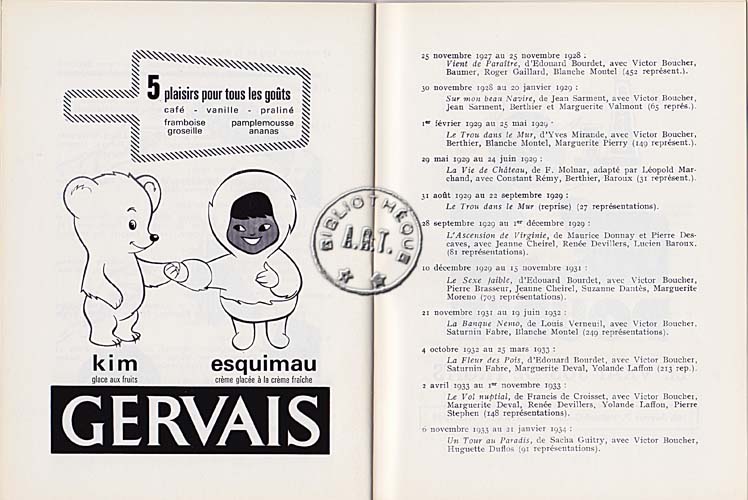 5 plaisirs pour tous les goûts
café - vanille - praliné
framboise pamplemousse
groseille ananas
kim esquimau
glace aux fruits crème glacée à la crème fraîche
GERVAIS
BIBLIOTHÈQUE
A.R.T.
25 novembre 1927 au 25 novembre 1928 :
Vient de Paraître, d'Edouard Bourdet, avec Victor Boucher,
Baumer, Roger Gaillard, Blanche Montel (452 représent.).
30 novembre 1928 au 20 janvier 1929 :
Sur mon beau Navire, de Jean Sarment, avec Victor Boucher,
Jean Sarment, Berthier et Marguerite Valmont (65 représ.).
1er février 1929 au 25 mai 1929 :
Le Trou dans le Mur, d'Yves Mirande, avec Victor Boucher,
Berthier, Blanche Montel, Marguerite Pierry (149 représent.).
29 mai 1929 au 24 juin 1929 :
La Vie de Château, de F. Molnar, adapté par Léopold Mar-
chand, avec Constant Rémy, Berthier, Baroux (31 représent.).
31 août 1929 au 22 septembre 1929 :
Le Trou dans le Mur (reprise) (27 représentations).
28 septembre 1929 au 1er décembre 1929 :
L'Ascension de Virginie, de Maurice Donnay et Pierre Des-
caves, avec Jeanne Cheirel, Renée Devillers, Lucien Baroux.
(81 représentations).
10 décembre 1929 au 15 novembre 1931 :
Le Sexe faible, d'Edouard Bourdet, avec Victor Boucher,
Pierre Brasseur, Jeanne Cheirel, Suzanne Dantès, Marguerite
Moreno (703 représentations).
21 novembre 1931 au 19 juin 1932 :
La Banque Nemo, de Louis Verneuil, avec Victor Boucher.
Saturnin Fabre, Blanche Montel (249 représentations).
4 octobre 1932 au 25 mars 1933 :
La Fleur des Pois, d'Edouard Bourdet, avec Victor Boucher,
Saturnin Fabre, Marguerite Deval, Yolande Laffon (213 rep.).
2 avril 1933 au 1er novembre 1933 :
Le Vol nuptial, de Francis de Croisset, avec Victor Boucher,
Marguerite Deval, Renée Devillers, Yolande Laffon, Pierre
Stephen (148 représentations).
6 novembre 1933 au 21 janvier 1934 :
Un Tour au Paradis, de Sacha Guitry, avec Victor Boucher,
Huguette Duflos (91 représentations).